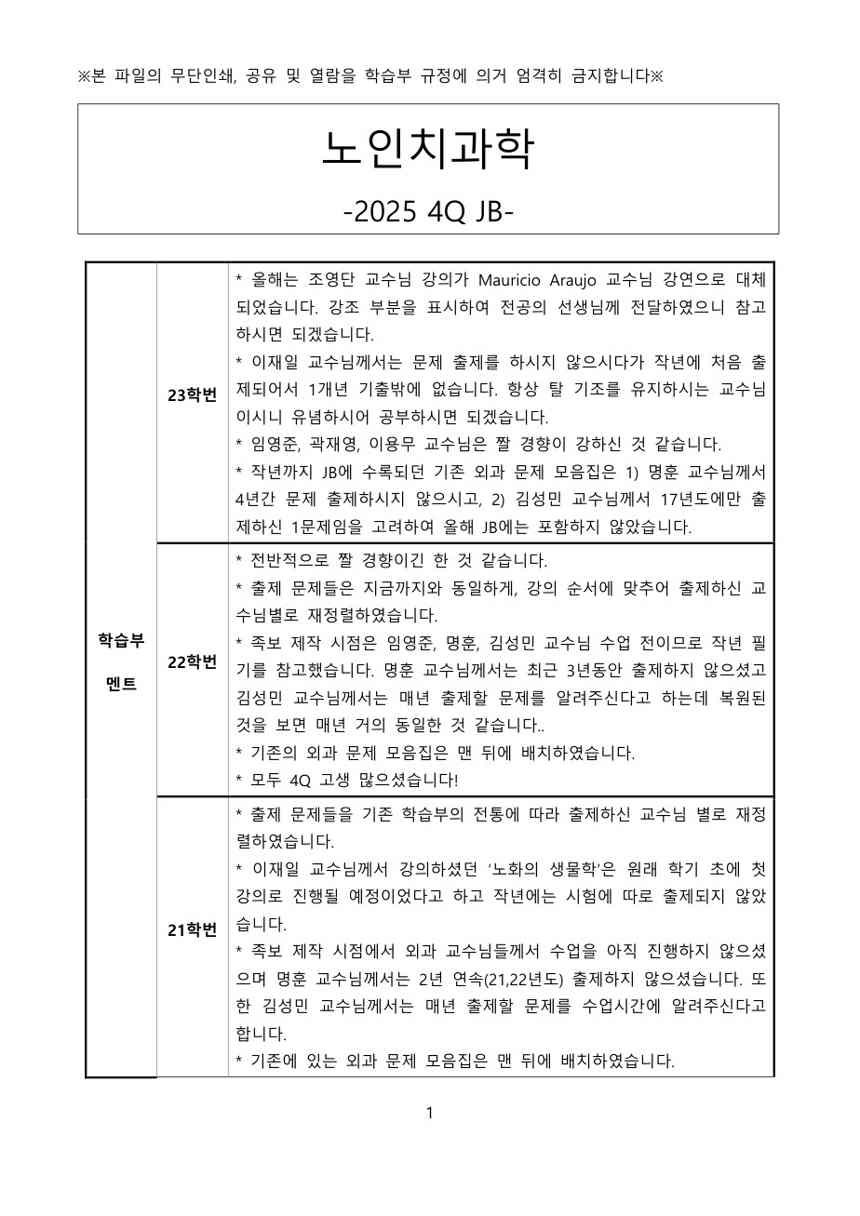 ※본 파일의 무단인쇄, 공유 및 열람을 학습부 규정에 의거 엄격히 금지합니다※
노인치과학
-2025 4Q JB-
학습부
멘트
23학번
* 올해는 조영단 교수님 강의가 Mauricio Araujo 교수님 강연으로 대체
되었습니다. 강조 부분을 표시하여 전공의 선생님께 전달하였으니 참고
하시면 되겠습니다.
* 이재일 교수님께서는 문제 출제를 하시지 않으시다가 작년에 처음 출
제되어서 1개년 기출밖에 없습니다. 항상 탈 기조를 유지하시는 교수님
이시니 유념하시어 공부하시면 되겠습니다.
* 임영준, 곽재영, 이용무 교수님은 짤 경향이 강하신 것 같습니다.
* 작년까지 JB에 수록되던 기존 외과 문제 모음집은 1) 명훈 교수님께서
4년간 문제 출제하시지 않으시고, 2) 김성민 교수님께서 17년도에만 출
제하신 1문제임을 고려하여 올해 JB에는 포함하지 않았습니다.
22학번
* 전반적으로 짤 경향이긴 한 것 같습니다.
* 출제 문제들은 지금까지와 동일하게, 강의 순서에 맞추어 출제하신 교
수님별로 재정렬하였습니다.
* 족보 제작 시점은 임영준, 명훈, 김성민 교수님 수업 전이므로 작년 필
기를 참고했습니다. 명훈 교수님께서는 최근 3년동안 출제하지 않으셨고
김성민 교수님께서는 매년 출제할 문제를 알려주신다고 하는데 복원된
것을 보면 매년 거의 동일한 것 같습니다..
* 기존의 외과 문제 모음집은 맨 뒤에 배치하였습니다.
* 모두 4Q 고생 많으셨습니다!
21학번
* 출제 문제들을 기존 학습부의 전통에 따라 출제하신 교수님 별로 재정
렬하였습니다.
* 이재일 교수님께서 강의하셨던 '노화의 생물학'은 원래 학기 초에 첫
강의로 진행될 예정이었다고 하고 작년에는 시험에 따로 출제되지 않았
습니다.
* 족보 제작 시점에서 외과 교수님들께서 수업을 아직 진행하지 않으셨
으며 명훈 교수님께서는 2년 연속(21,22년도) 출제하지 않으셨습니다. 또
한 김성민 교수님께서는 매년 출제할 문제를 수업시간에 알려주신다고
합니다.
* 기존에 있는 외과 문제 모음집은 맨 뒤에 배치하였습니다.
1